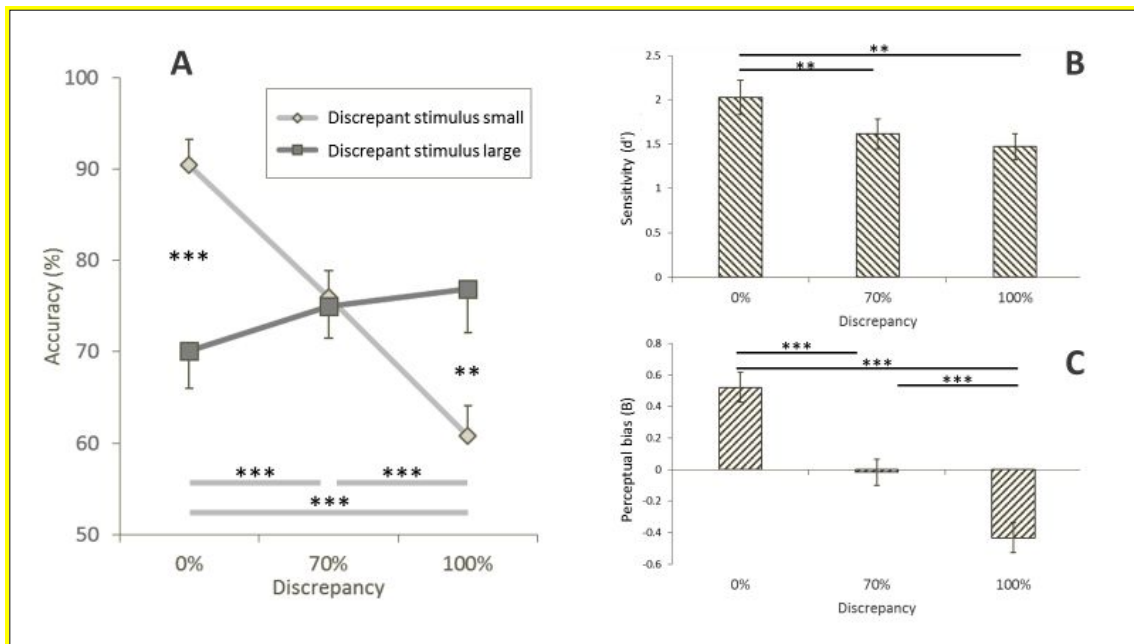 A
100
90
80
70
60
50
Accuracy (%)
Discrepant stimulus small
Discrepant stimulus large
***
**
*** ***
***
0% 70% 100%
Discrepancy
B
2.5
2
1.5
1
0.5
0
Sensitivity (d')
**
**
0% 70% 100%
Discrepancy
C
0.8
0.6
0.4
0.2
0
-0.2
-0.4
-0.6
Perceptual bias (B)
***
***
***
0% 70% 100%
Discrepancy